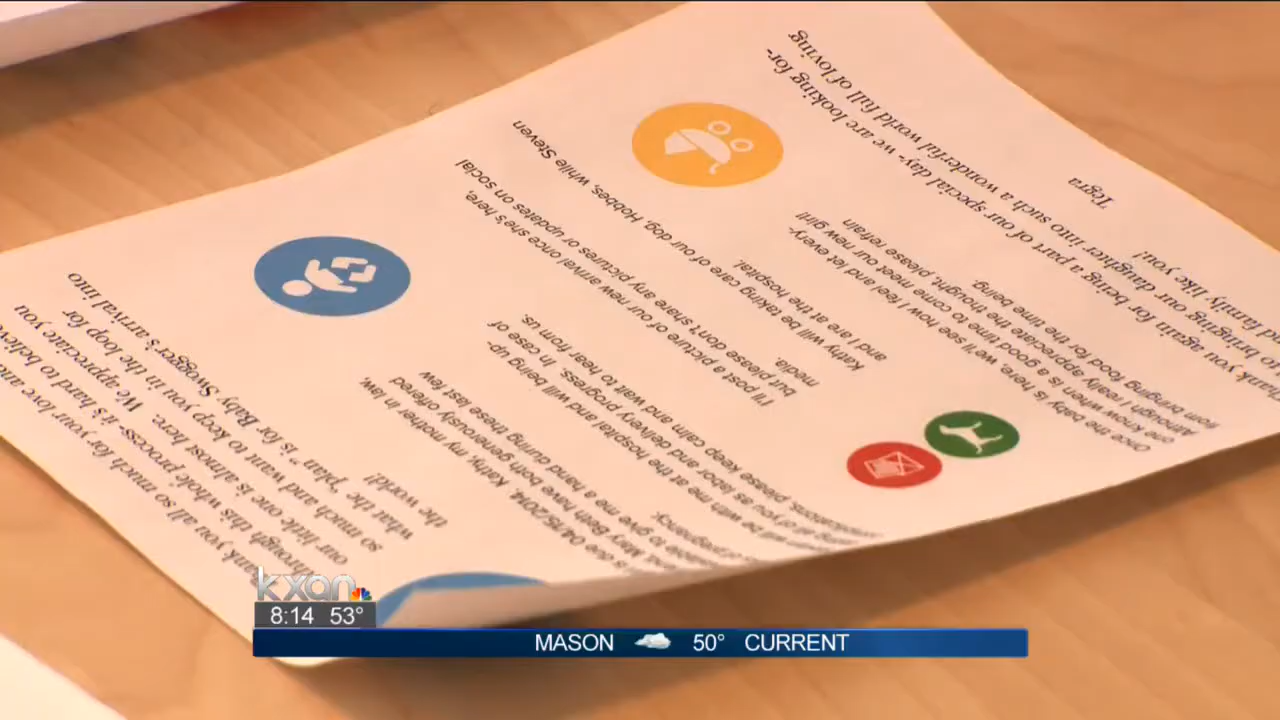 Thank you all so much for your love and
through this whole process- it's hard to believe
our little one is almost here. We appreciate you
so much and want to keep you in the loop for
what the "plan" is for Baby Swagger's arrival into
the world!
due 04/15/2014. Kathy, my mother in law,
have both generously offered
to give me a hand during these last few
of pregnancy.
will be with me at the hospital and will being up-
all of you as labor and delivery progress. In case of
please keep calm and wait to hear from us.
I'll post a picture of our new arrival once she's here,
but please don't share any pictures or updates on social
media.
Kathy will be taking care of our dog, Hobbes, while Steven
and I are at the hospital.
Once the baby is here, we'll see how I feel and let every-
one know when is a good time to come meet our new girl!
Although I really appreciate the thought, please refrain
from bringing food for the time being.
Thank you again for being a part of our special day- we are looking for-
to bringing our daughter into such a wonderful world full of loving
and family like you!
Tegra
kxan
8:14 53°
MASON 50° CURRENT